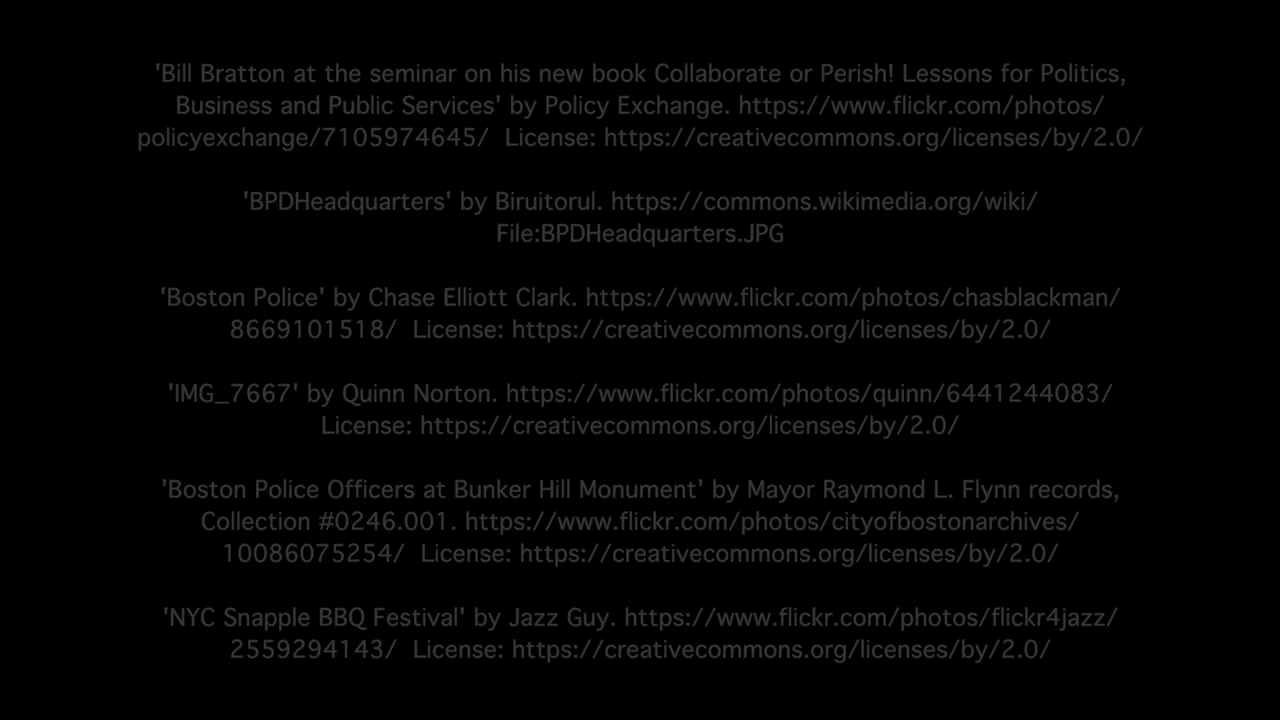 'Bill Bratton at the seminar on his new book Collaborate or Perish! Lessons for Politics,
Business and Public Services' by Policy Exchange. https://www.flickr.com/photos/
policyexchange/7105974645/  License: https://creativecommons.org/licenses/by/2.0/
'BPDHeadquarters' by Biruitorul. https://commons.wikimedia.org/wiki/
File:BPDHeadquarters.JPG
'Boston Police' by Chase Elliott Clark. https://www.flickr.com/photos/chasblackman/
8669101518/  License: https://creativecommons.org/licenses/by/2.0/
'IMG_7667' by Quinn Norton. https://www.flickr.com/photos/quinn/6441244083/
License: https://creativecommons.org/licenses/by/2.0/
'Boston Police Officers at Bunker Hill Monument' by Mayor Raymond L. Flynn records,
Collection #0246.001. https://www.flickr.com/photos/cityofbostonarchives/
10086075254/  License: https://creativecommons.org/licenses/by/2.0/
'NYC Snapple BBQ Festival' by Jazz Guy. https://www.flickr.com/photos/flickr4jazz/
2559294143/  License: https://creativecommons.org/licenses/by/2.0/